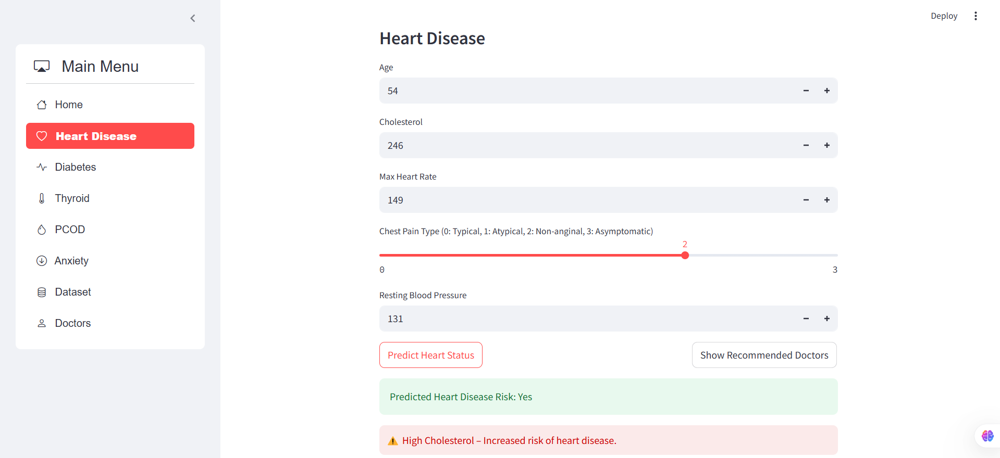 Deploy
Main Menu
Home
Heart Disease
Diabetes
Thyroid
PCOD
Anxiety
Dataset
Doctors
Heart Disease
Age
54
Cholesterol
246
Max Heart Rate
149
Chest Pain Type (0: Typical, 1: Atypical, 2: Non-anginal, 3: Asymptomatic)
2
0 3
Resting Blood Pressure
131
Predict Heart Status Show Recommended Doctors
Predicted Heart Disease Risk: Yes
⚠️ High Cholesterol – Increased risk of heart disease.